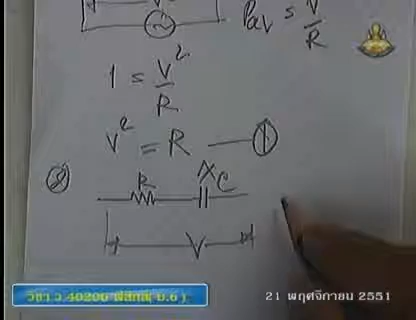 Pav = V/R
1 = V²/R
V² = R — ①
⑧
R Xc
V
วิชา ว.40206 ฟิสิกส์( ม.6 )
21 พฤศจิกายน 2551